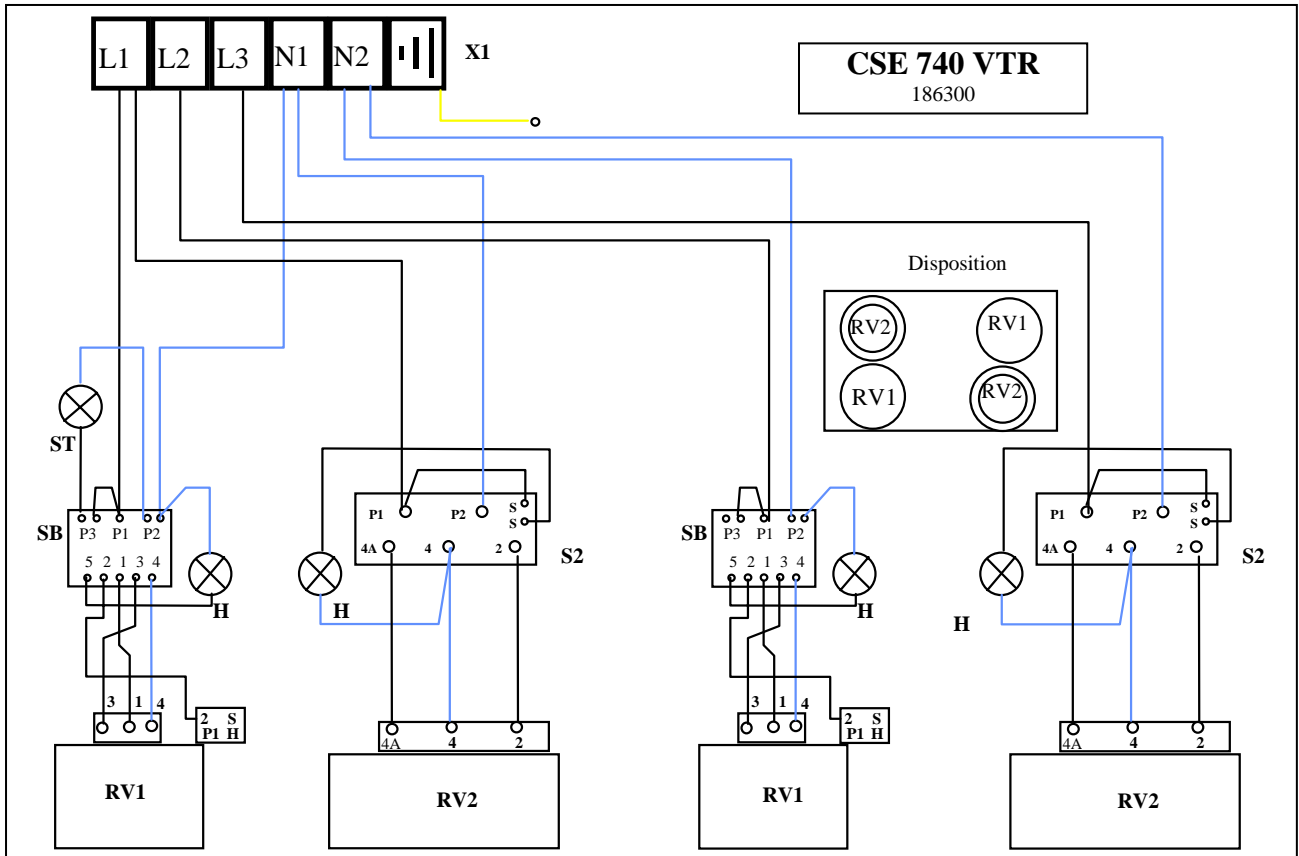 L1 L2 L3 N1 N2 X1
CSE 740 VTR
186300
Disposition
RV2 RV1
RV1 RV2
ST
SB
P3 P1 P2
5 2 1 3 4
H
3 1 4
2 S
P1 H
RV1
P1 P2 S
S
4A 4 2
S2
H
4A 4 2
RV2
SB
P3 P1 P2
5 2 1 3 4
H
3 1 4
2 S
P1 H
RV1
P1 P2 S
S
4A 4 2
S2
H
4A 4 2
RV2